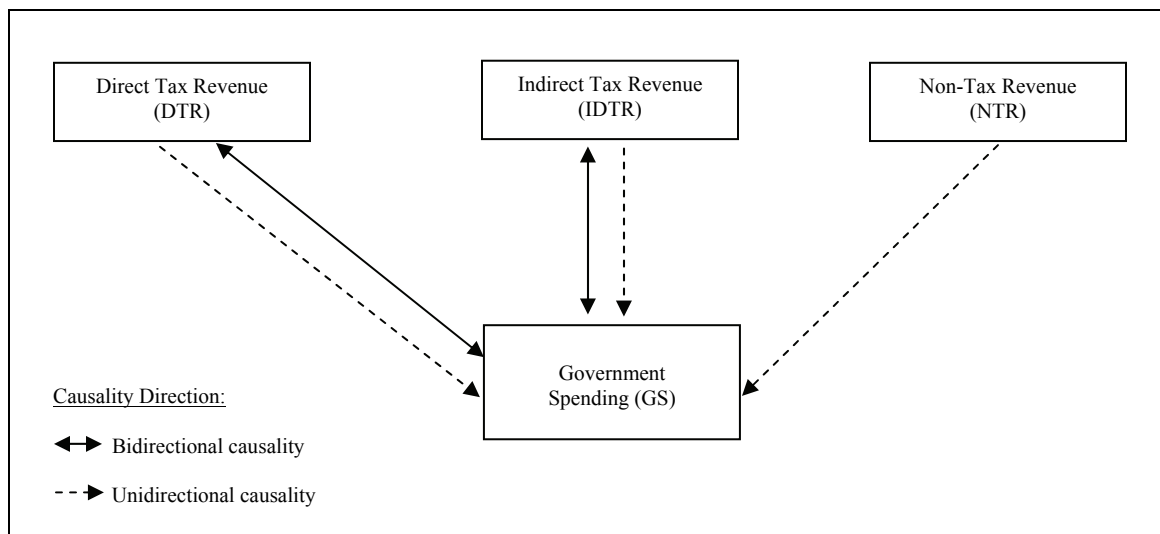 Direct Tax Revenue
(DTR)
Indirect Tax Revenue
(IDTR)
Non-Tax Revenue
(NTR)
Government
Spending (GS)
Causality Direction:
Bidirectional causality
Unidirectional causality